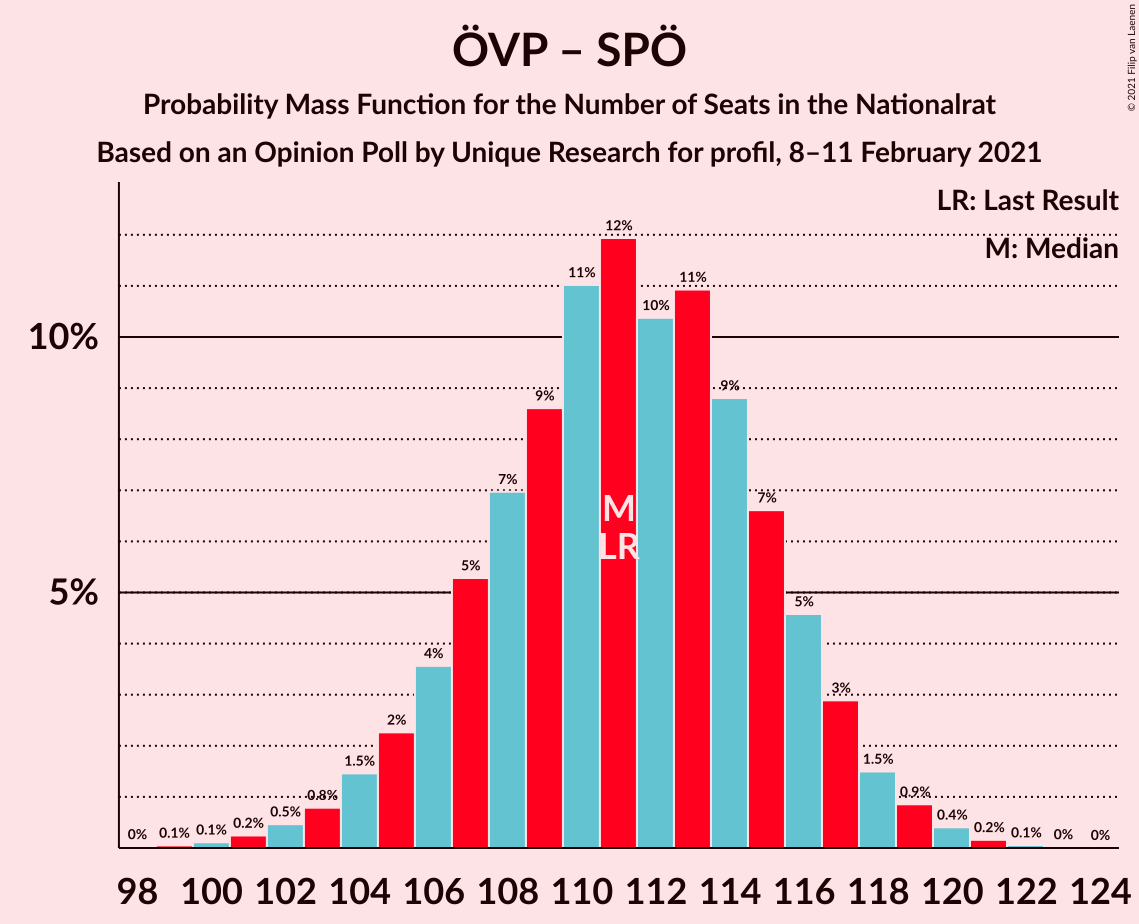 ÖVP – SPÖ
Probability Mass Function for the Number of Seats in the Nationalrat
Based on an Opinion Poll by Unique Research for profil, 8–11 February 2021
© 2021 Filip van Laenen
LR: Last Result
M: Median
10%
5%
0% 0.1% 0.1% 0.2% 0.5% 0.8% 1.5% 2% 4% 5% 7% 9% 11% 12% 10% 11% 9% 7% 5% 3% 1.5% 0.9% 0.4% 0.2% 0.1% 0% 0%
M
LR
98 100 102 104 106 108 110 112 114 116 118 120 122 124